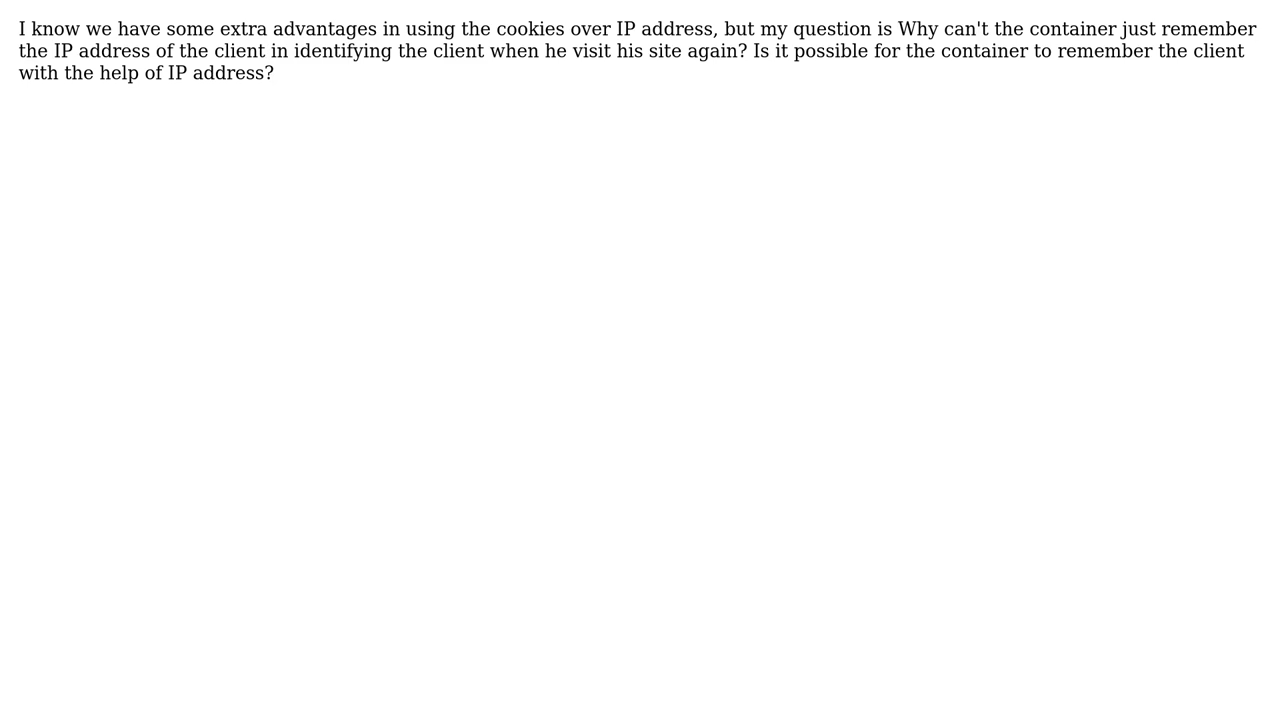 I know we have some extra advantages in using the cookies over IP address, but my question is Why can't the container just remember
the IP address of the client in identifying the client when he visit his site again? Is it possible for the container to remember the client
with the help of IP address?